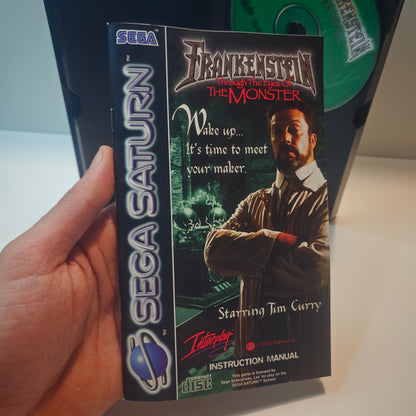 SEGA
SEGA SATURN™
FRANKENSTEIN
Through The Eyes Of
THE MONSTER
Wake up...
It's time to meet
your maker.
Starring Tim Curry
Interplay
INSTRUCTION MANUAL
COMPACT
disc
This game is licensed by
Sega Enterprises, Ltd. for play on the
SEGA SATURN™ System.
FRANKENSTEIN